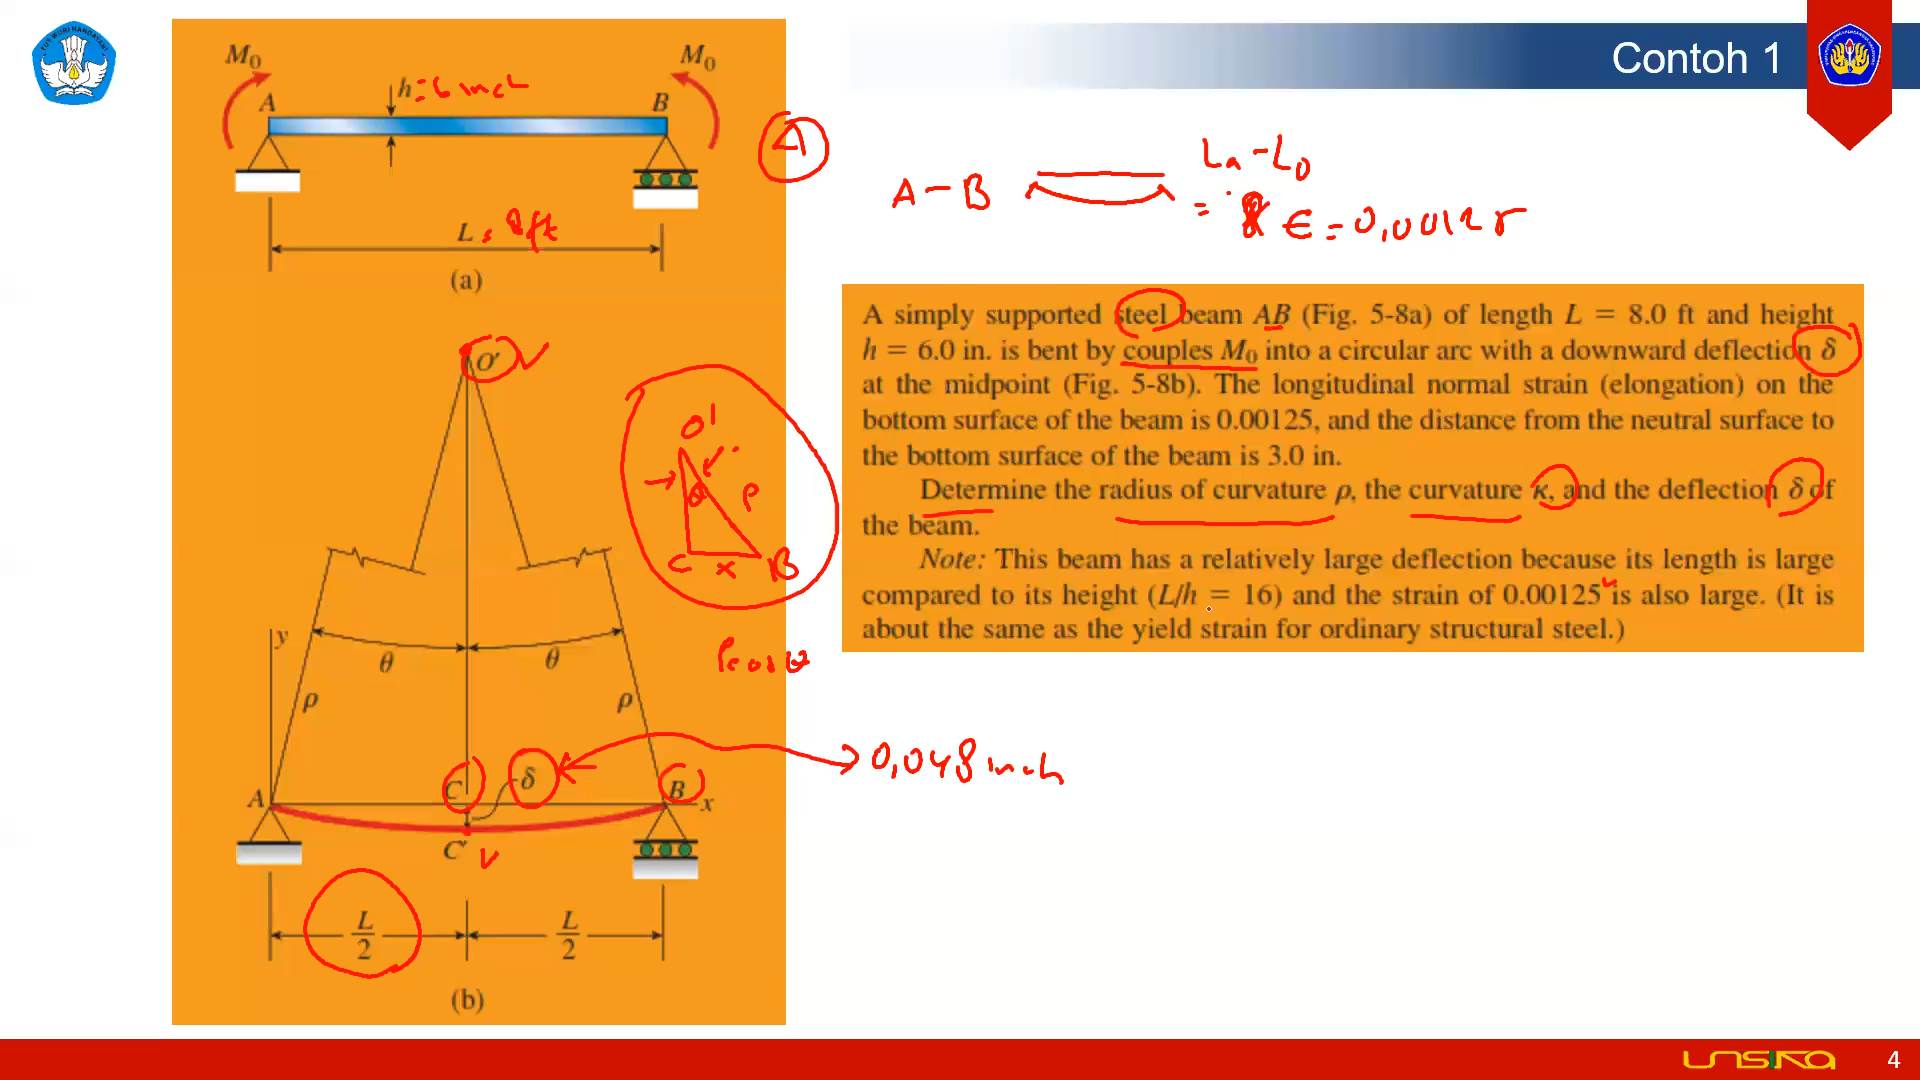 Contoh 1
M₀
M₀
h = 6 inch
A
B
L = 8 ft
(a)
A - B
La - L0
=
ϵ = 0,00125
A simply supported steel beam AB (Fig. 5-8a) of length L = 8.0 ft and height
h = 6.0 in. is bent by couples M₀ into a circular arc with a downward deflection δ
at the midpoint (Fig. 5-8b). The longitudinal normal strain (elongation) on the
bottom surface of the beam is 0.00125, and the distance from the neutral surface to
the bottom surface of the beam is 3.0 in.
Determine the radius of curvature ρ, the curvature κ, and the deflection δ of
the beam.
Note: This beam has a relatively large deflection because its length is large
compared to its height (L/h = 16) and the strain of 0.00125 is also large. (It is
about the same as the yield strain for ordinary structural steel.)
O′
O'
θ
ρ
C x B
y
θ
θ
ρ
ρ
ρ cos θ
A
C
δ
B
x
C′
0,048 inch
L/2
L/2
(b)
UNSIKA
4